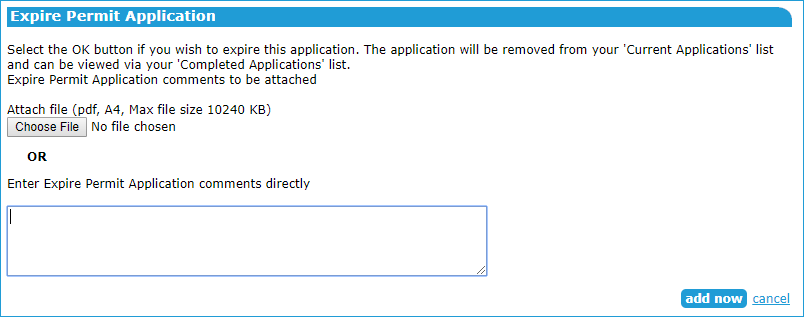 Expire Permit Application
Select the OK button if you wish to expire this application. The application will be removed from your 'Current Applications' list
and can be viewed via your 'Completed Applications' list.
Expire Permit Application comments to be attached
Attach file (pdf, A4, Max file size 10240 KB)
Choose File No file chosen
OR
Enter Expire Permit Application comments directly
add now cancel